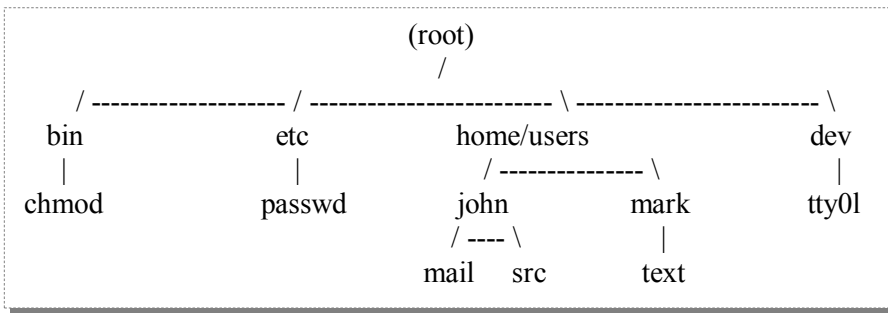 (root)
/
/ -------------------- / ------------------------- \ ------------------------- \
bin etc home/users dev
| | / --------------- \ |
chmod passwd john mark tty0l
/ ---- \ |
mail src text